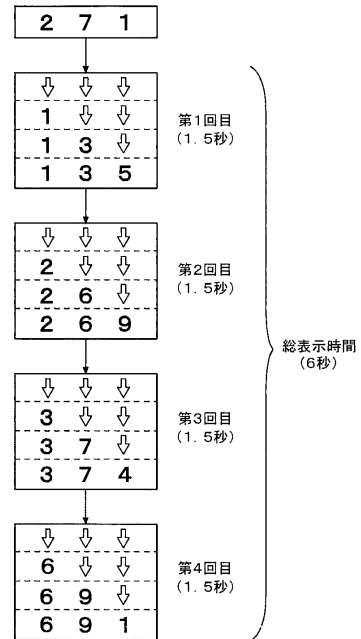 2 7 1
⇩ ⇩ ⇩
1 ⇩ ⇩
1 3 ⇩
1 3 5
第1回目
(1.5秒)
⇩ ⇩ ⇩
2 ⇩ ⇩
2 6 ⇩
2 6 9
第2回目
(1.5秒)
総表示時間
(6秒)
⇩ ⇩ ⇩
3 ⇩ ⇩
3 7 ⇩
3 7 4
第3回目
(1.5秒)
⇩ ⇩ ⇩
6 ⇩ ⇩
6 9 ⇩
6 9 1
第4回目
(1.5秒)